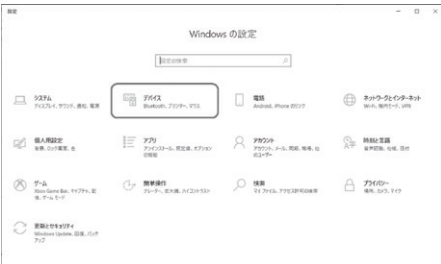 設定
Windows の設定
設定の検索
システム
ディスプレイ、サウンド、通知、電源
デバイス
Bluetooth、プリンター、マウス
電話
Android, iPhone のリンク
ネットワークとインターネット
Wi-Fi、機内モード、VPN
個人用設定
背景、ロック画面、色
アプリ
アンインストール、既定値、オプション
の機能
アカウント
アカウント、メール、同期、職場、他
のユーザー
時刻と言語
音声認識、地域、日付
ゲーム
Xbox Game Bar、キャプチャ、配
信、ゲーム モード
簡単操作
ナレーター、拡大鏡、ハイコントラスト
検索
マイ ファイル、アクセス許可の検索
プライバシー
場所、カメラ、マイク
更新とセキュリティ
Windows Update、回復、バック
アップ